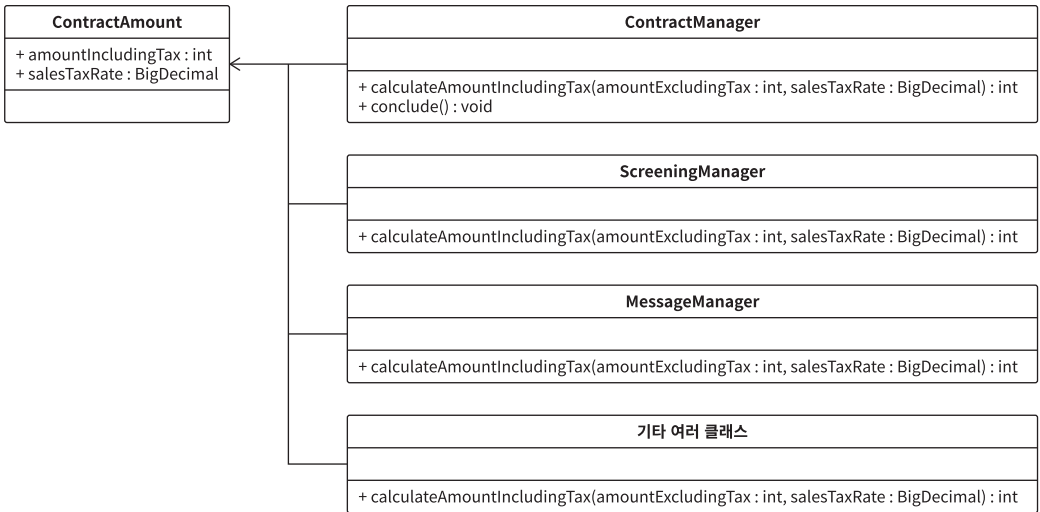 ContractAmount
+ amountIncludingTax : int
+ salesTaxRate : BigDecimal
ContractManager
+ calculateAmountIncludingTax(amountExcludingTax : int, salesTaxRate : BigDecimal) : int
+ conclude() : void
ScreeningManager
+ calculateAmountIncludingTax(amountExcludingTax : int, salesTaxRate : BigDecimal) : int
MessageManager
+ calculateAmountIncludingTax(amountExcludingTax : int, salesTaxRate : BigDecimal) : int
기타 여러 클래스
+ calculateAmountIncludingTax(amountExcludingTax : int, salesTaxRate : BigDecimal) : int